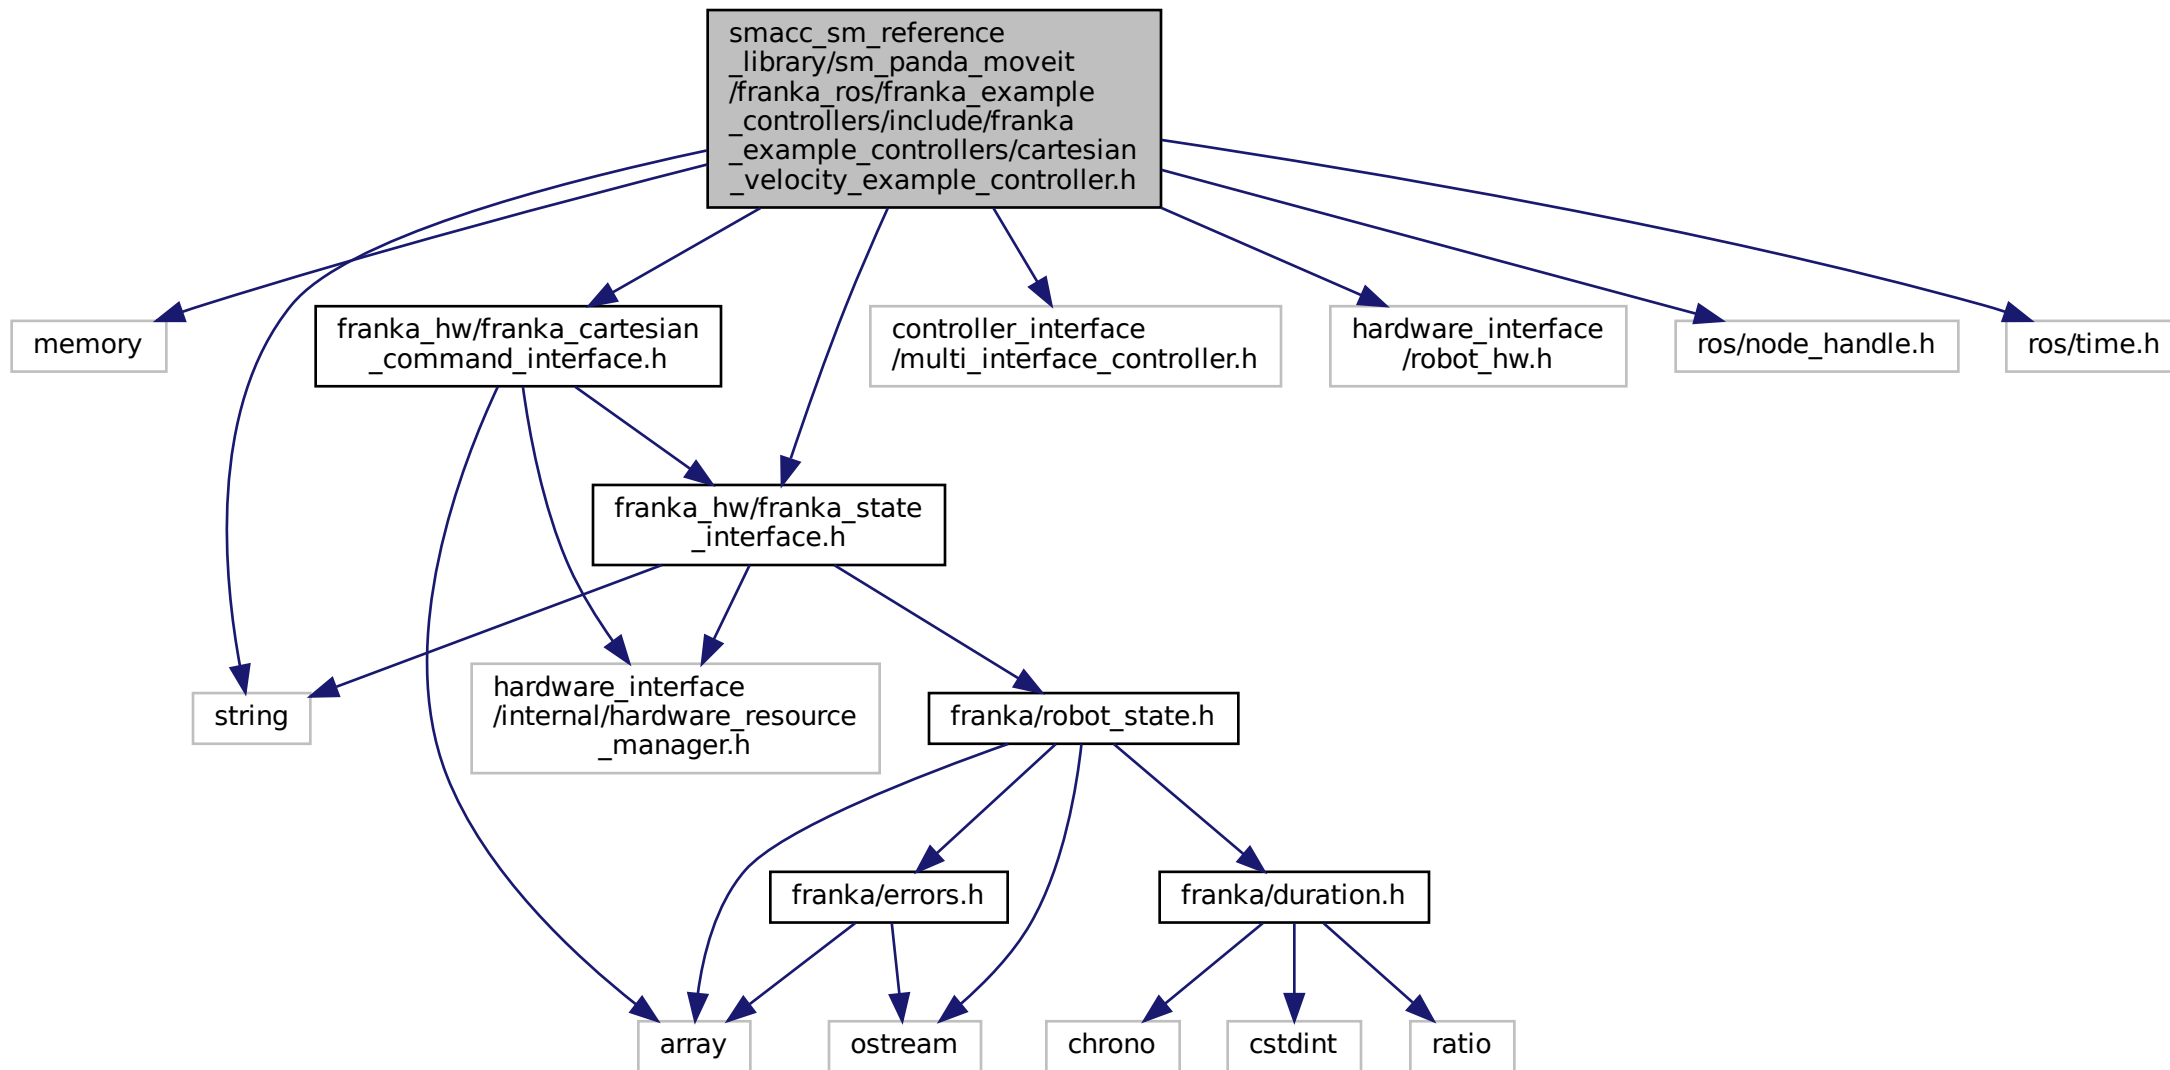 smacc_sm_reference
_library/sm_panda_moveit
/franka_ros/franka_example
_controllers/include/franka
_example_controllers/cartesian
_velocity_example_controller.h
memory
franka_hw/franka_cartesian
_command_interface.h
controller_interface
/multi_interface_controller.h
hardware_interface
/robot_hw.h
ros/node_handle.h
ros/time.h
franka_hw/franka_state
_interface.h
string
hardware_interface
/internal/hardware_resource
_manager.h
franka/robot_state.h
franka/errors.h
franka/duration.h
array
ostream
chrono
cstdint
ratio